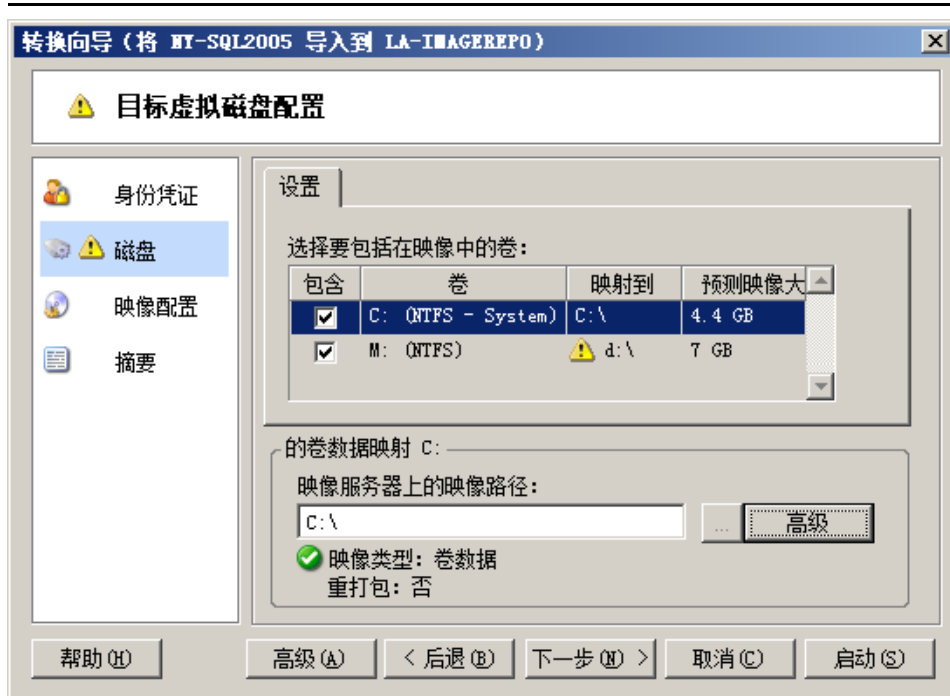 转换向导（将 NY-SQL2005 导入到 LA-IMAGEREPO）
目标虚拟磁盘配置
身份凭证
磁盘
映像配置
摘要
设置
选择要包括在映像中的卷：
包含 卷 映射到 预测映像大
C: (NTFS - System) C:\ 4.4 GB
M: (NTFS) d:\ 7 GB
的卷数据映射 C:
映像服务器上的映像路径：
C:\ ... 高级
映像类型：卷数据
重打包：否
帮助(H) 高级(A) < 后退(B) 下一步(N) > 取消(C) 启动(S)